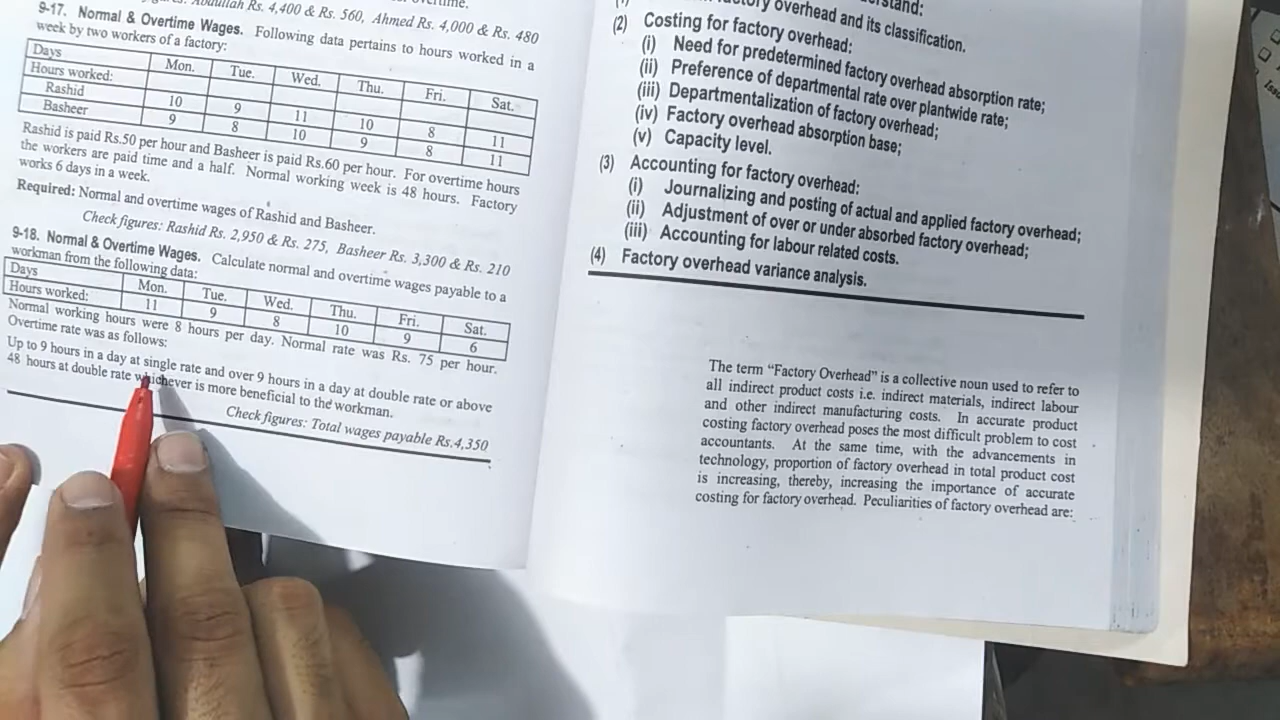 Rs. 4,400 & Rs. 560, Ahmed Rs. 4,000 & Rs. 480
9-17. Normal & Overtime Wages. Following data pertains to hours worked in a
week by two workers of a factory:
Days Mon. Tue. Wed. Thu. Fri. Sat.
Hours worked:
Rashid 10 9 11 10 8 11
Basheer 9 8 10 9 8 11
Rashid is paid Rs.50 per hour and Basheer is paid Rs.60 per hour. For overtime hours
the workers are paid time and a half. Normal working week is 48 hours. Factory
works 6 days in a week.
Required: Normal and overtime wages of Rashid and Basheer.
Check figures: Rashid Rs. 2,950 & Rs. 275, Basheer Rs. 3,300 & Rs. 210
9-18. Normal & Overtime Wages. Calculate normal and overtime wages payable to a
workman from the following data:
Days Mon. Tue. Wed. Thu. Fri. Sat.
Hours worked: 11 9 8 10 9 6
Normal working hours were 8 hours per day. Normal rate was Rs. 75 per hour.
Overtime rate was as follows:
Up to 9 hours in a day at single rate and over 9 hours in a day at double rate or above
48 hours at double rate whichever is more beneficial to the workman.
Check figures: Total wages payable Rs.4,350
overhead and its classification.
(2) Costing for factory overhead:
(i) Need for predetermined factory overhead absorption rate;
(ii) Preference of departmental rate over plantwide rate;
(iii) Departmentalization of factory overhead;
(iv) Factory overhead absorption base;
(v) Capacity level.
(3) Accounting for factory overhead:
(i) Journalizing and posting of actual and applied factory overhead;
(ii) Adjustment of over or under absorbed factory overhead;
(iii) Accounting for labour related costs.
(4) Factory overhead variance analysis.
The term “Factory Overhead” is a collective noun used to refer to
all indirect product costs i.e. indirect materials, indirect labour
and other indirect manufacturing costs. In accurate product
costing factory overhead poses the most difficult problem to cost
accountants. At the same time, with the advancements in
technology, proportion of factory overhead in total product cost
is increasing, thereby, increasing the importance of accurate
costing for factory overhead. Peculiarities of factory overhead are: